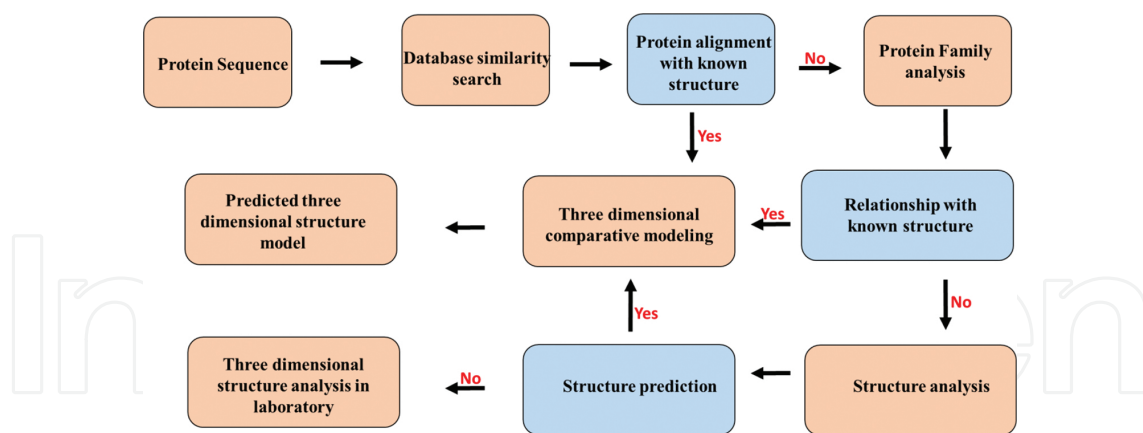 Protein Sequence
Database similarity
search
Protein alignment
with known
structure
No
Protein Family
analysis
Yes
Predicted three
dimensional structure
model
Three dimensional
comparative modeling
Yes
Relationship with
known structure
Yes
No
Three dimensional
structure analysis in
laboratory
No
Structure prediction
Structure analysis